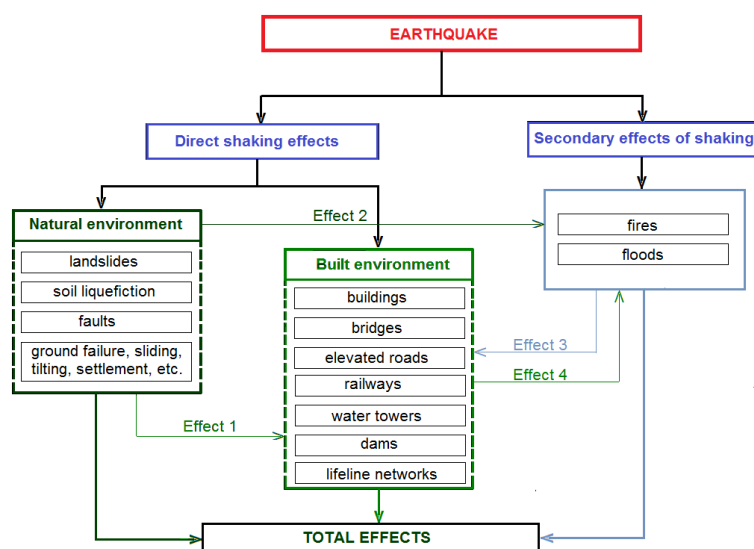 EARTHQUAKE
Direct shaking effects
Secondary effects of shaking
Natural environment
Effect 2
fires
landslides
floods
Built environment
soil liquefiction
buildings
faults
bridges
ground failure, sliding,
tilting, settlement, etc.
elevated roads
Effect 3
railways
Effect 4
water towers
Effect 1
dams
lifeline networks
TOTAL EFFECTS